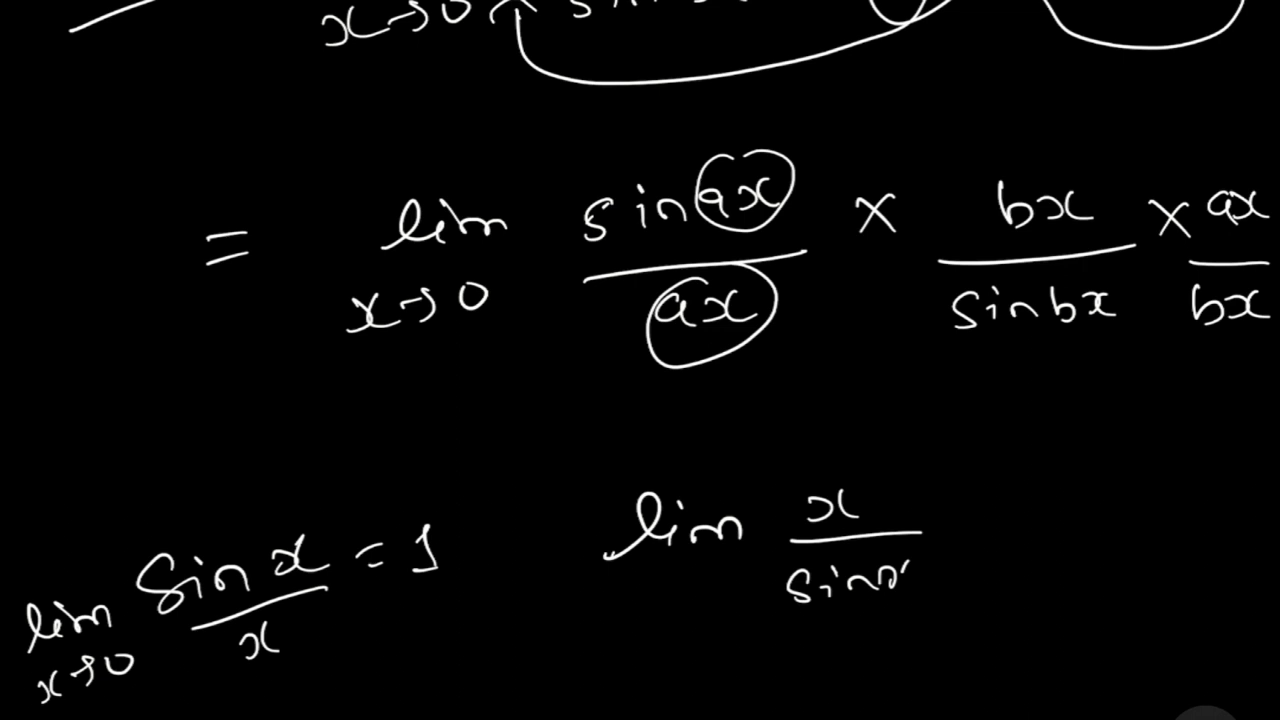 x→0
= lim sin ax / ax × bx / sin bx × ax / bx
x→0
lim sin x / x = 1
x→0
lim x / sin x